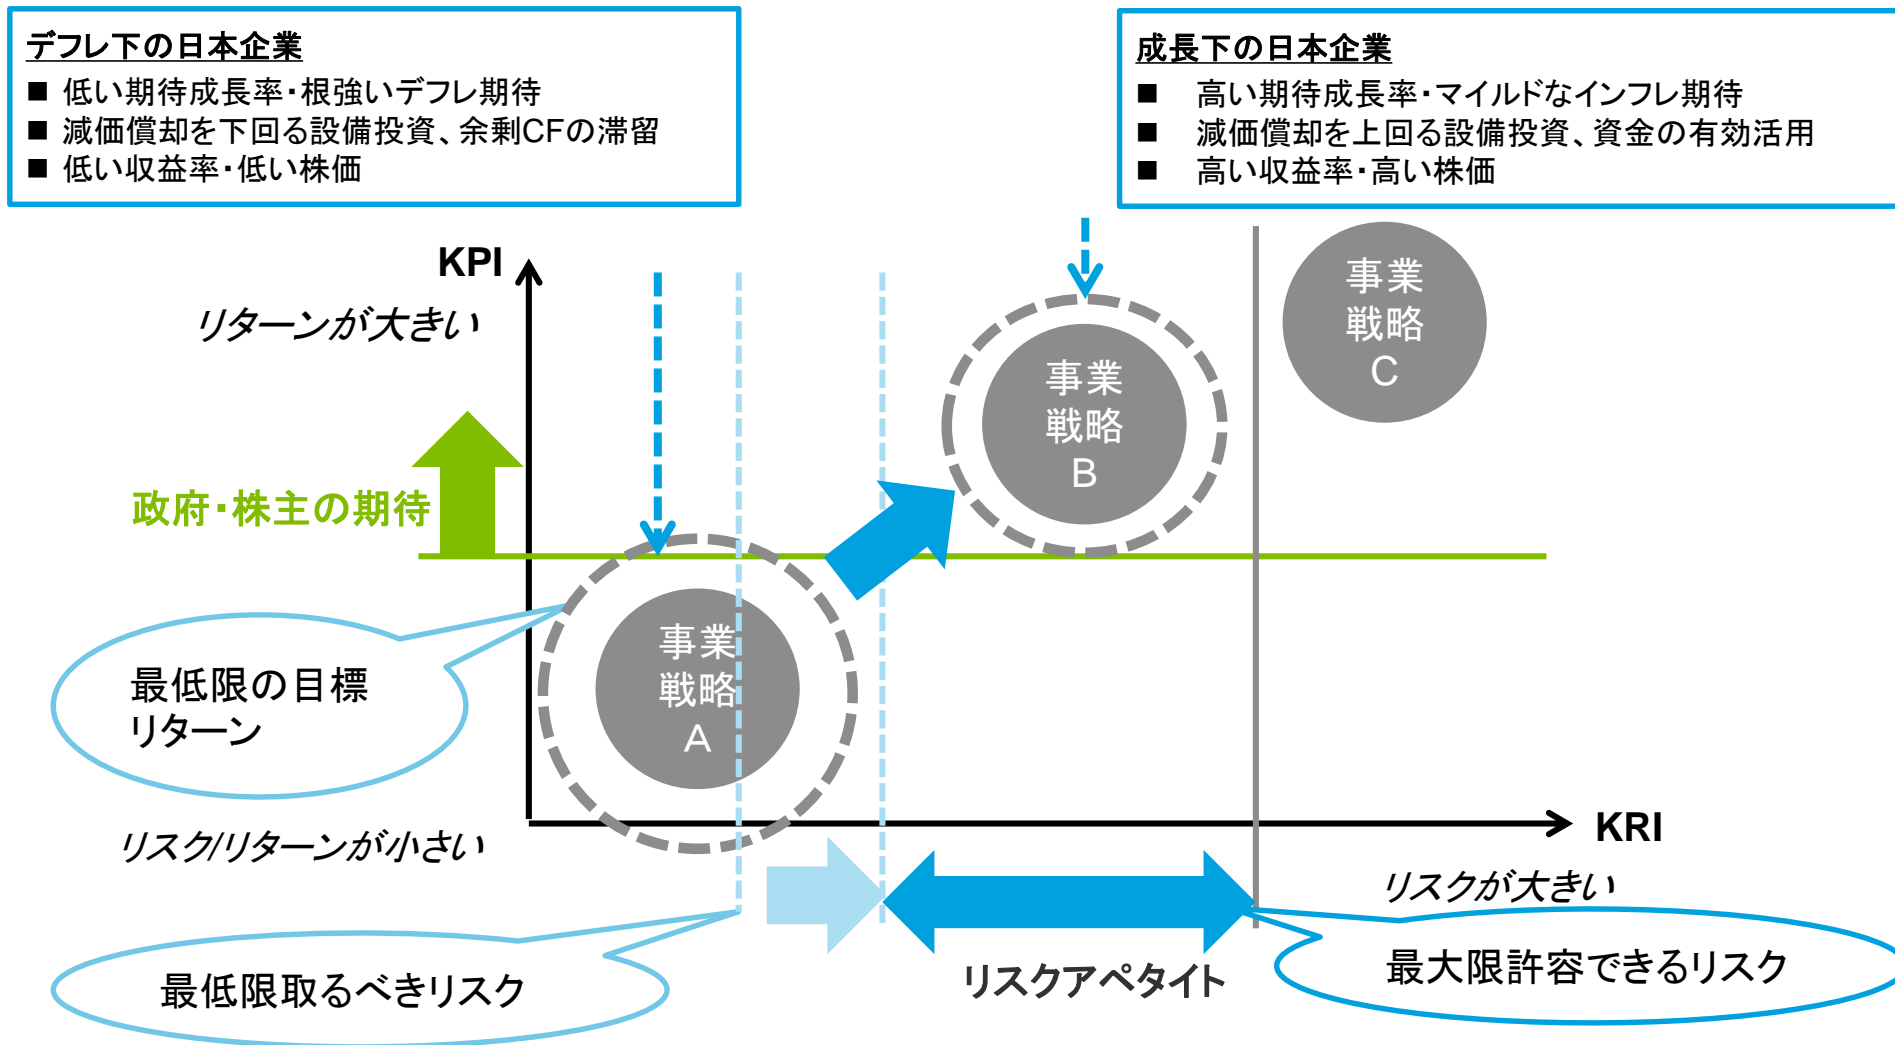 デフレ下の日本企業
■ 低い期待成長率・根強いデフレ期待
■ 減価償却を下回る設備投資、余剰CFの滞留
■ 低い収益率・低い株価
成長下の日本企業
■ 高い期待成長率・マイルドなインフレ期待
■ 減価償却を上回る設備投資、資金の有効活用
■ 高い収益率・高い株価
KPI
リターンが大きい
事業
戦略
C
事業
戦略
B
政府・株主の期待
事業
戦略
A
最低限の目標
リターン
リスク/リターンが小さい
KRI
リスクが大きい
最低限取るべきリスク
リスクアペタイト
最大限許容できるリスク